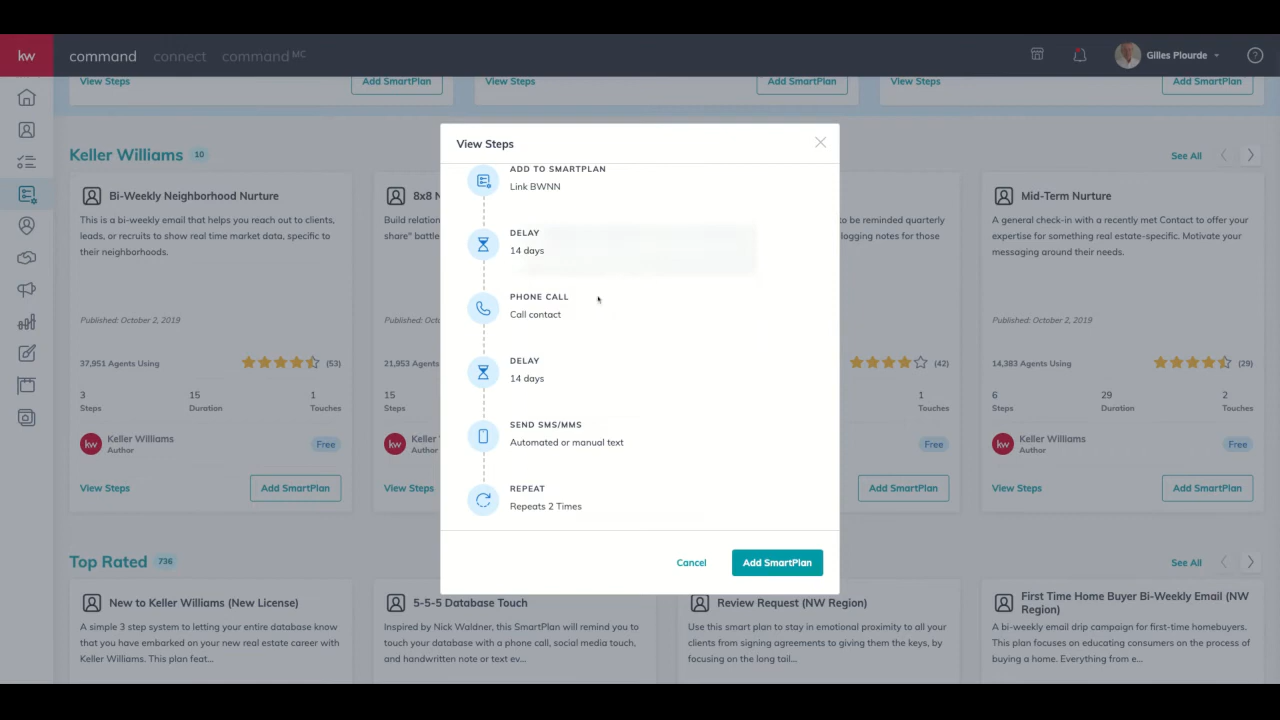 kw
command
connect
command MC
Gilles Plourde
?
View Steps
Add SmartPlan
View Steps
Add SmartPlan
View Steps
Add SmartPlan
Keller Williams 10
See All
Bi-Weekly Neighborhood Nurture
This is a bi-weekly email that helps you reach out to clients,
leads, or recruits to show real time market data, specific to
their neighborhoods.
Published: October 2, 2019
37,951 Agents Using
(53)
3
Steps
15
Duration
1
Touches
kw
Keller Williams
Author
Free
View Steps
Add SmartPlan
8x8 N
Build relation
share" battle
Published: Octo
21,953 Agents
15
Steps
kw
Keller
Author
View Steps
View Steps
ADD TO SMARTPLAN
Link BWNN
DELAY
14 days
PHONE CALL
Call contact
DELAY
14 days
SEND SMS/MMS
Automated or manual text
REPEAT
Repeats 2 Times
Cancel
Add SmartPlan
to be reminded quarterly
logging notes for those
(42)
1
Touches
Free
Add SmartPlan
Mid-Term Nurture
A general check-in with a recently met Contact to offer your
expertise for something real estate-specific. Motivate your
messaging around their needs.
Published: October 2, 2019
14,383 Agents Using
(29)
6
Steps
29
Duration
2
Touches
kw
Keller Williams
Author
Free
View Steps
Add SmartPlan
Top Rated 736
See All
New to Keller Williams (New License)
A simple 3 step system to letting your entire database know
that you have embarked on your new real estate career with
Keller Williams. This plan feat...
5-5-5 Database Touch
Inspired by Nick Waldner, this SmartPlan will remind you to
touch your database with a phone call, social media touch,
and handwritten note or text ev...
Review Request (NW Region)
Use this smart plan to stay in emotional proximity to all your
clients from signing agreements to giving them the keys, by
focusing on the long tail...
First Time Home Buyer Bi-Weekly Email (NW
Region)
A bi-weekly email drip campaign for first-time homebuyers.
This plan focuses on educating consumers on the process of
buying a home. Everything from e...